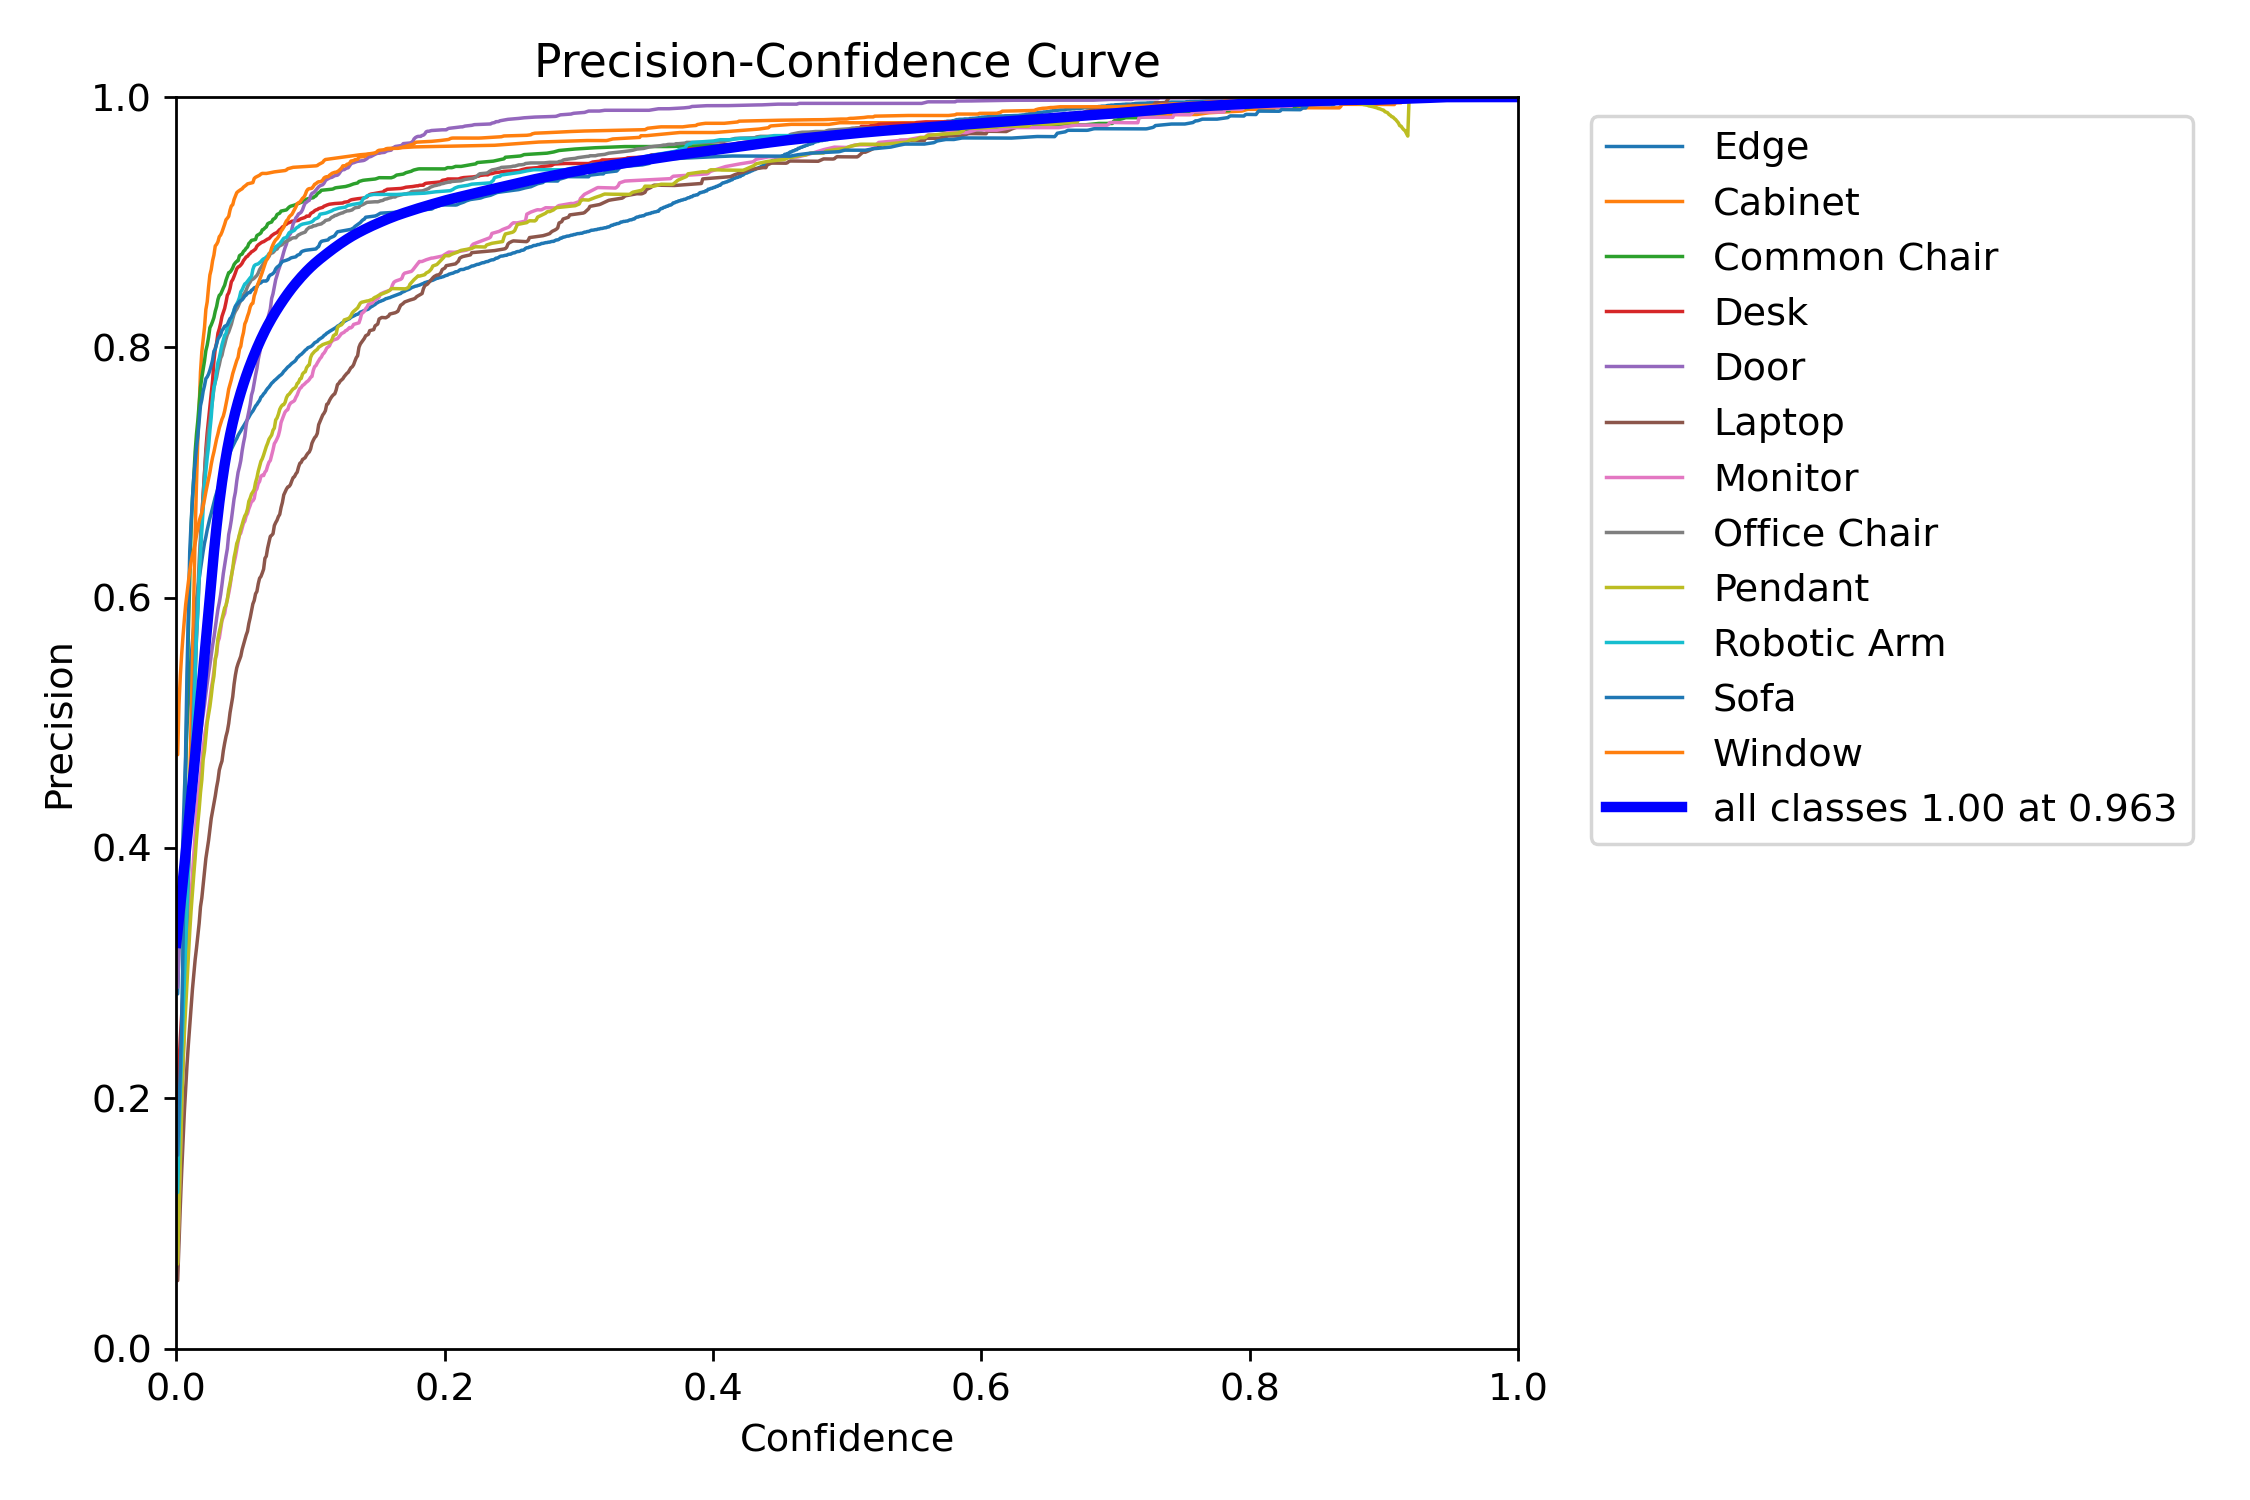 Precision-Confidence Curve
1.0
0.8
0.6
0.4
0.2
0.0
Precision
0.0 0.2 0.4 0.6 0.8 1.0
Confidence
Edge
Cabinet
Common Chair
Desk
Door
Laptop
Monitor
Office Chair
Pendant
Robotic Arm
Sofa
Window
all classes 1.00 at 0.963